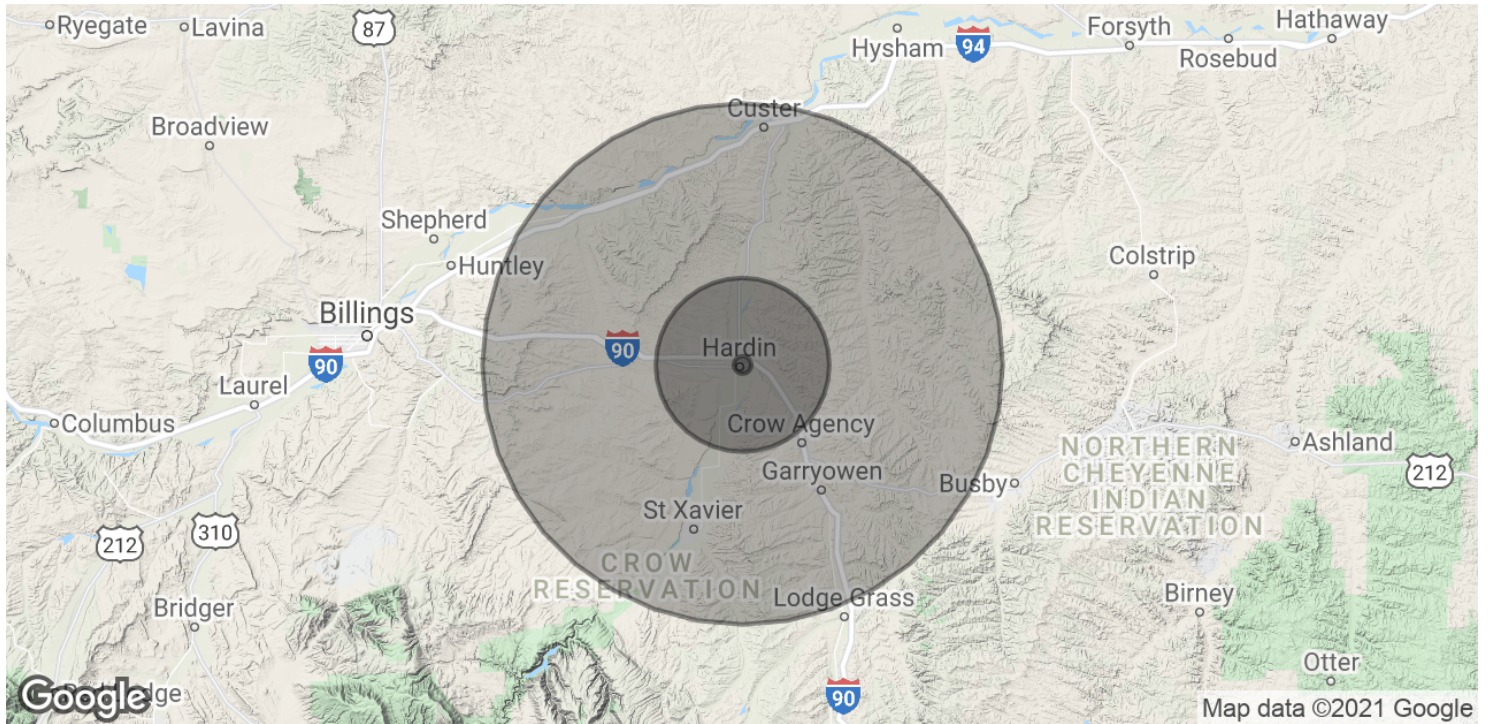 Ryegate
Lavina
87
Forsyth
Hathaway
Hysham
94
Rosebud
Custer
Broadview
Shepherd
Huntley
Colstrip
Billings
Hardin
90
90
Laurel
Columbus
Crow Agency
Garryowen
Busby
NORTHERN
CHEYENNE
INDIAN
RESERVATION
Ashland
212
St Xavier
212
310
CROW
RESERVATION
Lodge Grass
Bridger
Birney
Otter
90
Google
Map data ©2021 Google